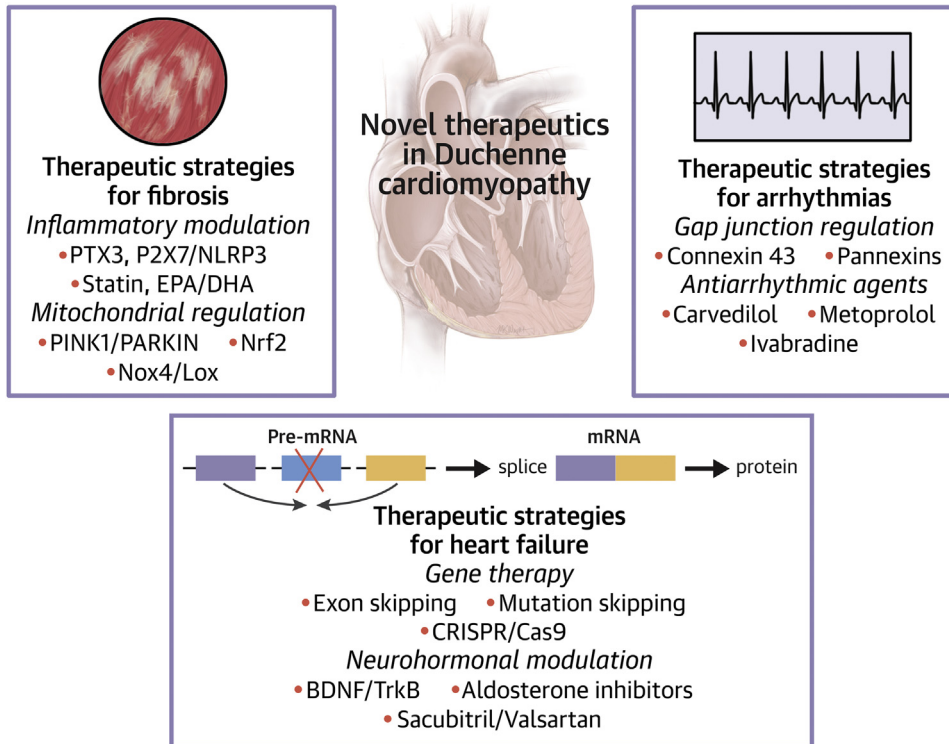 Therapeutic strategies
for fibrosis
Inflammatory modulation
•PTX3, P2X7/NLRP3
•Statin, EPA/DHA
Mitochondrial regulation
•PINK1/PARKIN •Nrf2
•Nox4/Lox
Novel therapeutics
in Duchenne
cardiomyopathy
Therapeutic strategies
for arrhythmias
Gap junction regulation
•Connexin 43 •Pannexins
Antiarrhythmic agents
•Carvedilol •Metoprolol
•Ivabradine
Pre-mRNA mRNA
splice protein
Therapeutic strategies
for heart failure
Gene therapy
•Exon skipping •Mutation skipping
•CRISPR/Cas9
Neurohormonal modulation
•BDNF/TrkB •Aldosterone inhibitors
•Sacubitril/Valsartan